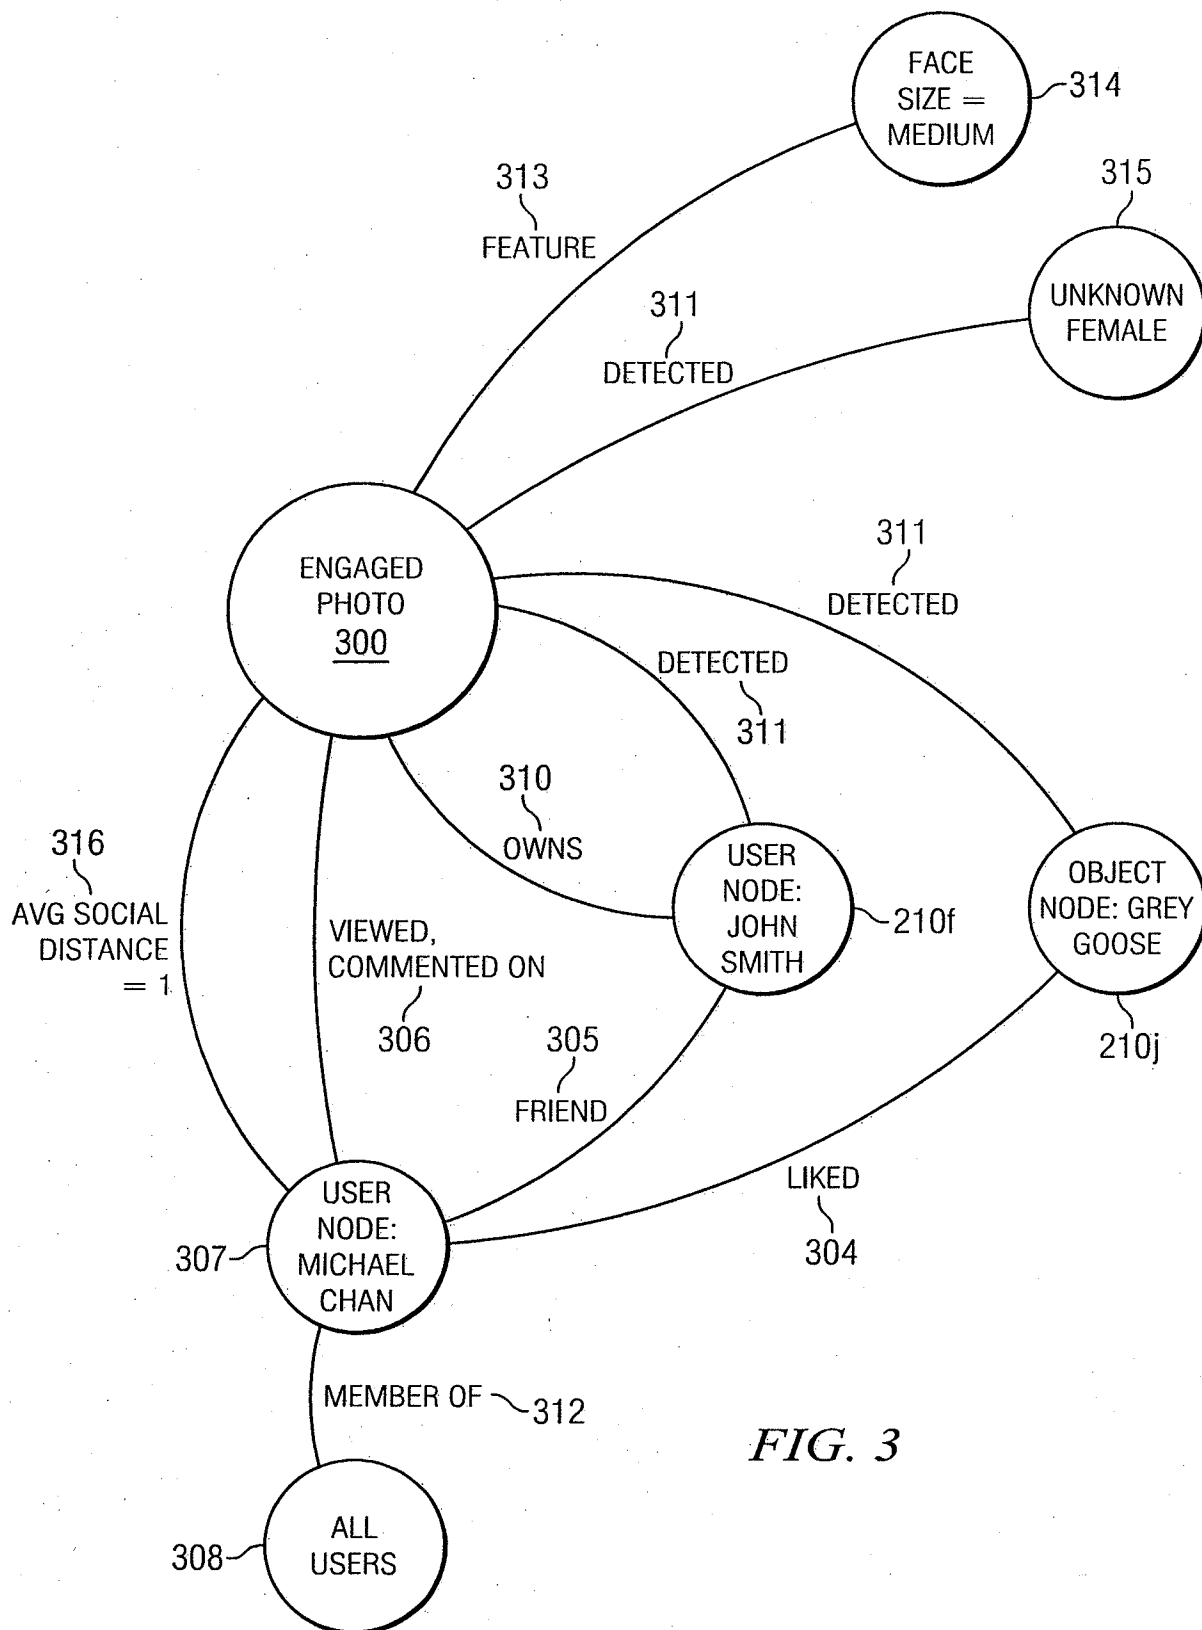 FACE
SIZE =
MEDIUM
314
315
313
FEATURE
UNKNOWN
FEMALE
311
DETECTED
311
DETECTED
ENGAGED
PHOTO
300
DETECTED
311
310
OWNS
316
AVG SOCIAL
DISTANCE
= 1
VIEWED,
COMMENTED ON
306
USER
NODE:
JOHN
SMITH
210f
OBJECT
NODE: GREY
GOOSE
210j
305
FRIEND
LIKED
304
USER
NODE:
MICHAEL
CHAN
307
MEMBER OF
312
FIG. 3
ALL
USERS
308